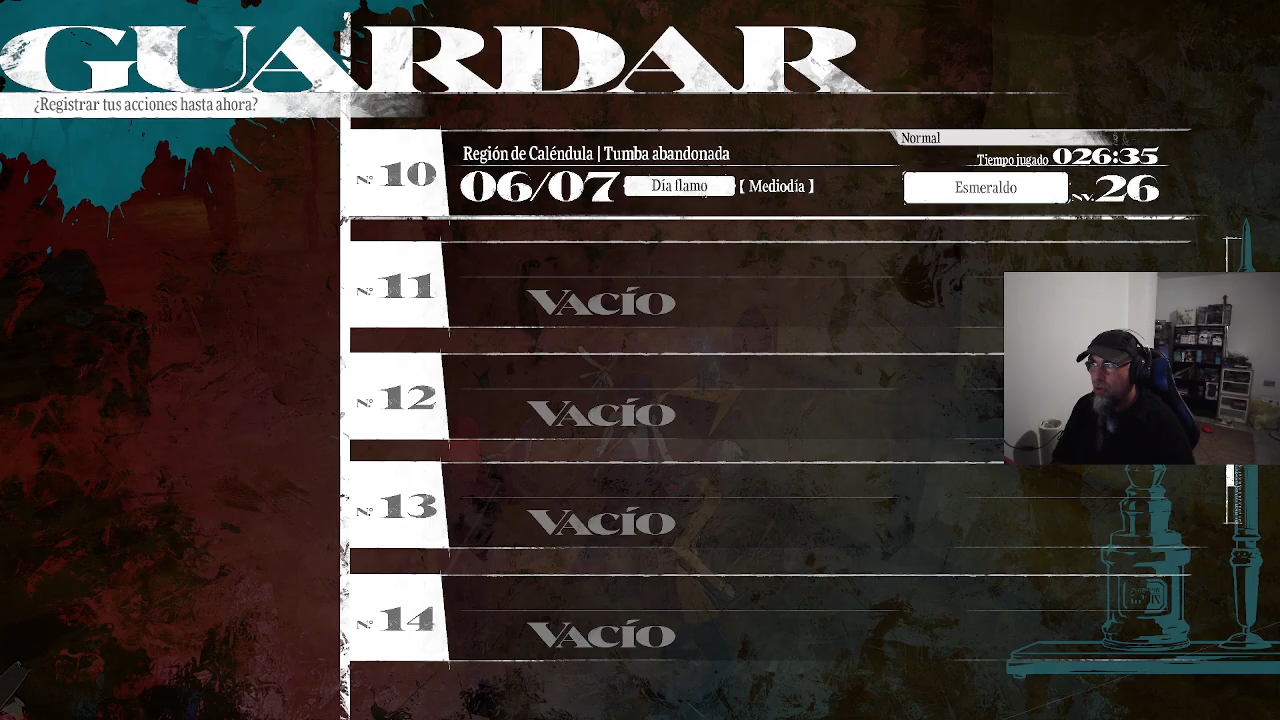 GUARDAR
¿Registrar tus acciones hasta ahora?
Nº 10
Normal
Región de Caléndula | Tumba abandonada
Tiempo jugado 026:35
06/07 Día flamo 【 Mediodía 】
Esmeraldo NV. 26
Nº 11
VACÍO
Nº 12
VACÍO
Nº 13
VACÍO
Nº 14
VACÍO